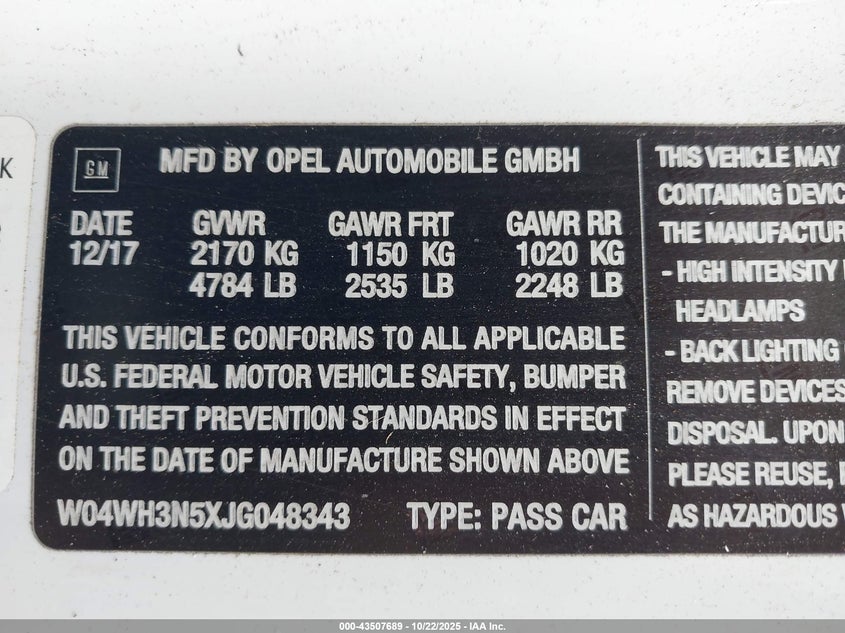 K
GM
MFD BY OPEL AUTOMOBILE GMBH
DATE GVWR GAWR FRT GAWR RR
12/17 2170 KG 1150 KG 1020 KG
4784 LB 2535 LB 2248 LB
THIS VEHICLE CONFORMS TO ALL APPLICABLE
U.S. FEDERAL MOTOR VEHICLE SAFETY, BUMPER
AND THEFT PREVENTION STANDARDS IN EFFECT
ON THE DATE OF MANUFACTURE SHOWN ABOVE
W04WH3N5XJG048343 TYPE: PASS CAR
THIS VEHICLE MAY
CONTAINING DEVIC
THE MANUFACTUR
- HIGH INTENSITY
HEADLAMPS
- BACK LIGHTING
REMOVE DEVICES
DISPOSAL. UPON
PLEASE REUSE,
AS HAZARDOUS
000-43507689 - 10/22/2025 - IAA Inc.